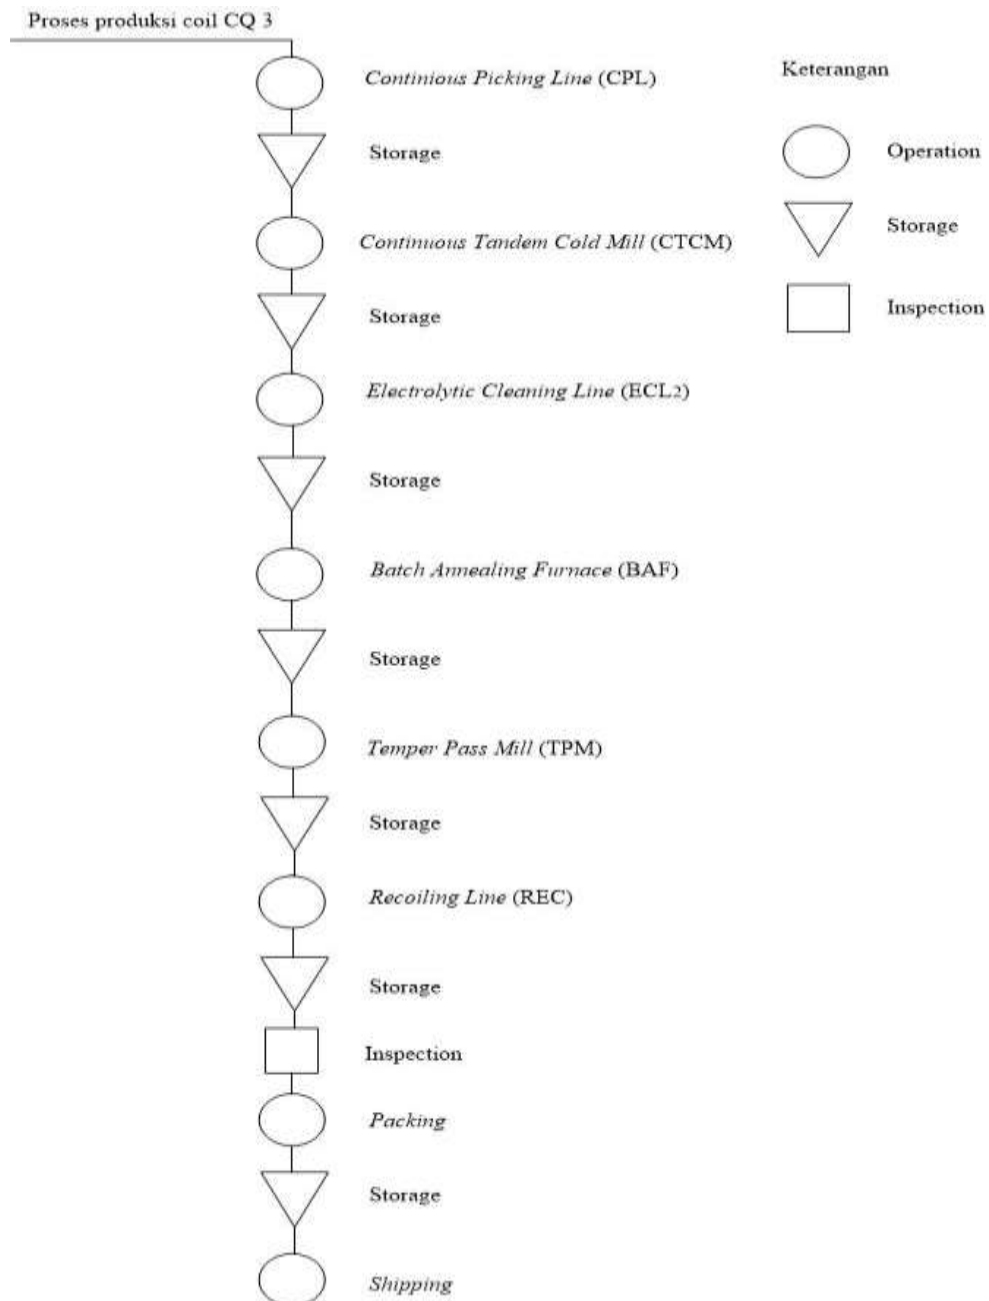 Proses produksi coil CQ 3
Continious Picking Line (CPL)
Storage
Continuous Tandem Cold Mill (CTCM)
Storage
Electrolytic Cleaning Line (ECL2)
Storage
Batch Annealing Furnace (BAF)
Storage
Temper Pass Mill (TPM)
Storage
Recoiling Line (REC)
Storage
Inspection
Packing
Storage
Shipping
Keterangan
Operation
Storage
Inspection